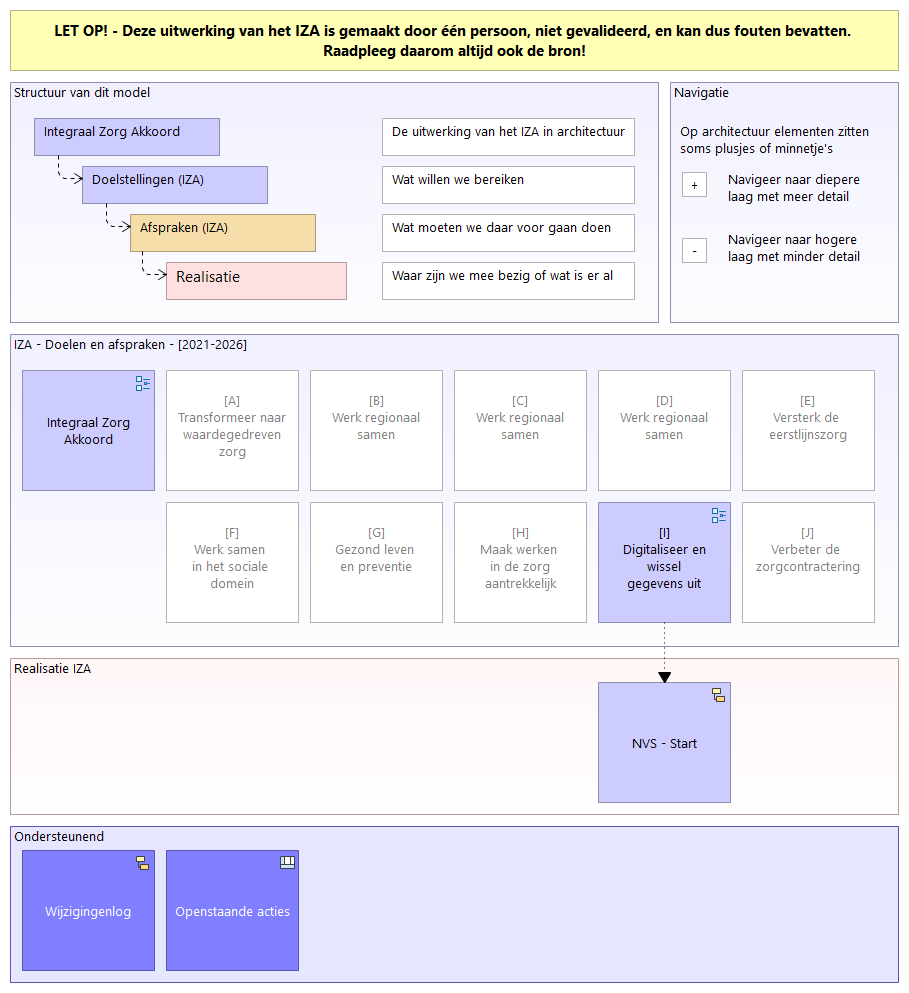 LET OP! - Deze uitwerking van het IZA is gemaakt door één persoon, niet gevalideerd, en kan dus fouten bevatten.
Raadpleeg daarom altijd ook de bron!
Structuur van dit model
Integraal Zorg Akkoord
De uitwerking van het IZA in architectuur
Doelstellingen (IZA)
Wat willen we bereiken
Afspraken (IZA)
Wat moeten we daar voor gaan doen
Realisatie
Waar zijn we mee bezig of wat is er al
Navigatie
Op architectuur elementen zitten
soms plusjes of minnetje's
+
Navigeer naar diepere
laag met meer detail
-
Navigeer naar hogere
laag met minder detail
IZA - Doelen en afspraken - [2021-2026]
Integraal Zorg
Akkoord
[A]
Transformeer naar
waardegedreven
zorg
[B]
Werk regionaal
samen
[C]
Werk regionaal
samen
[D]
Werk regionaal
samen
[E]
Versterk de
eerstlijnszorg
[F]
Werk samen
in het sociale
domein
[G]
Gezond leven
en preventie
[H]
Maak werken
in de zorg
aantrekkelijk
[I]
Digitaliseer en
wissel
gegevens uit
[J]
Verbeter de
zorgcontractering
Realisatie IZA
NVS - Start
Ondersteunend
Wijzigingenlog
Openstaande acties